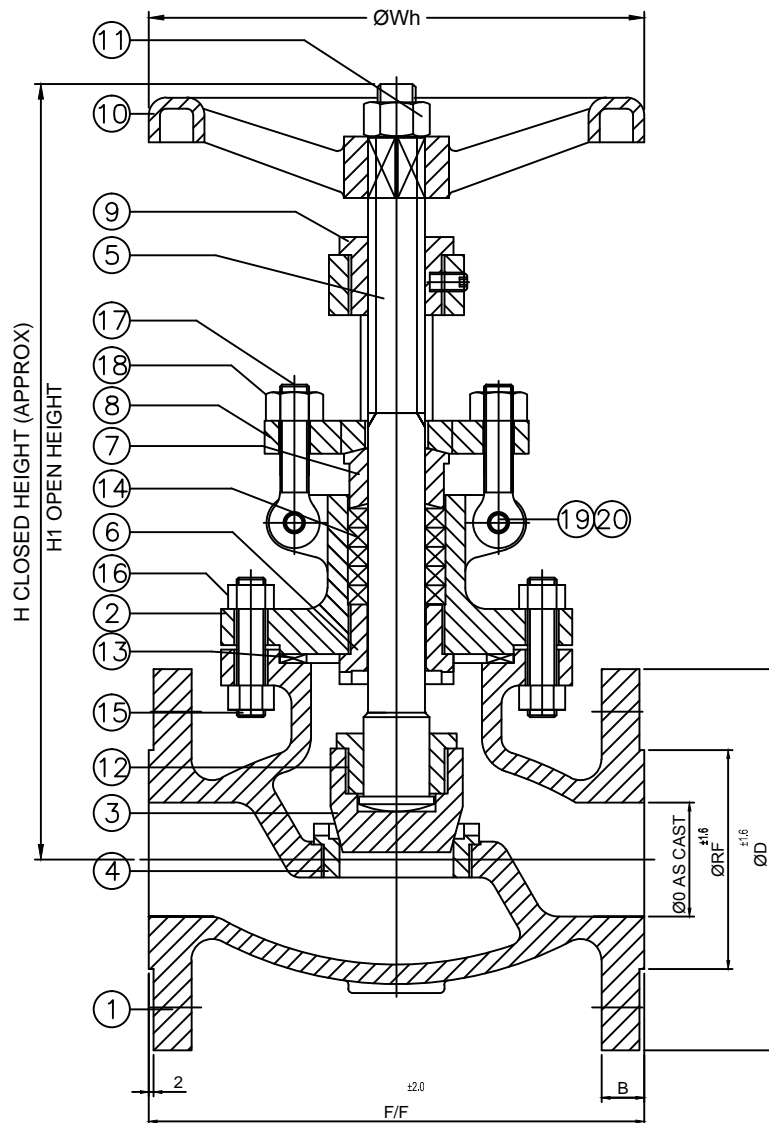 ØWh
11
10
9
5
17
18
8
7
14
19 20
6
16
2
13
15
12
3
4
1
H CLOSED HEIGHT (APPROX)
H1 OPEN HEIGHT
Ø0 AS CAST
±1.6
ØRF
±1.6
ØD
2
±2.0
F/F
B